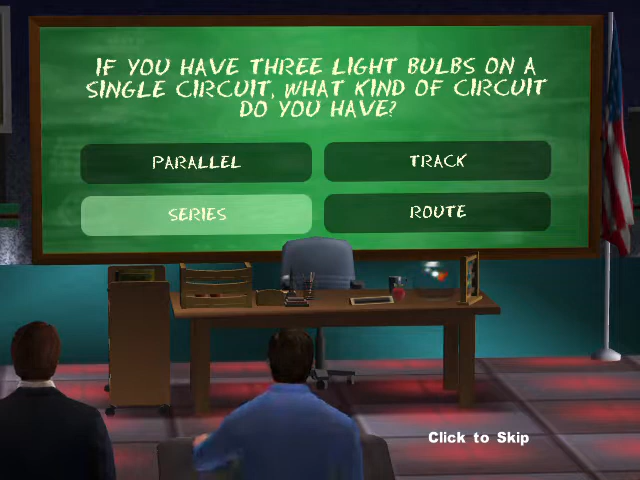 IF YOU HAVE THREE LIGHT BULBS ON A
SINGLE CIRCUIT, WHAT KIND OF CIRCUIT
DO YOU HAVE?
PARALLEL
TRACK
SERIES
ROUTE
Click to Skip